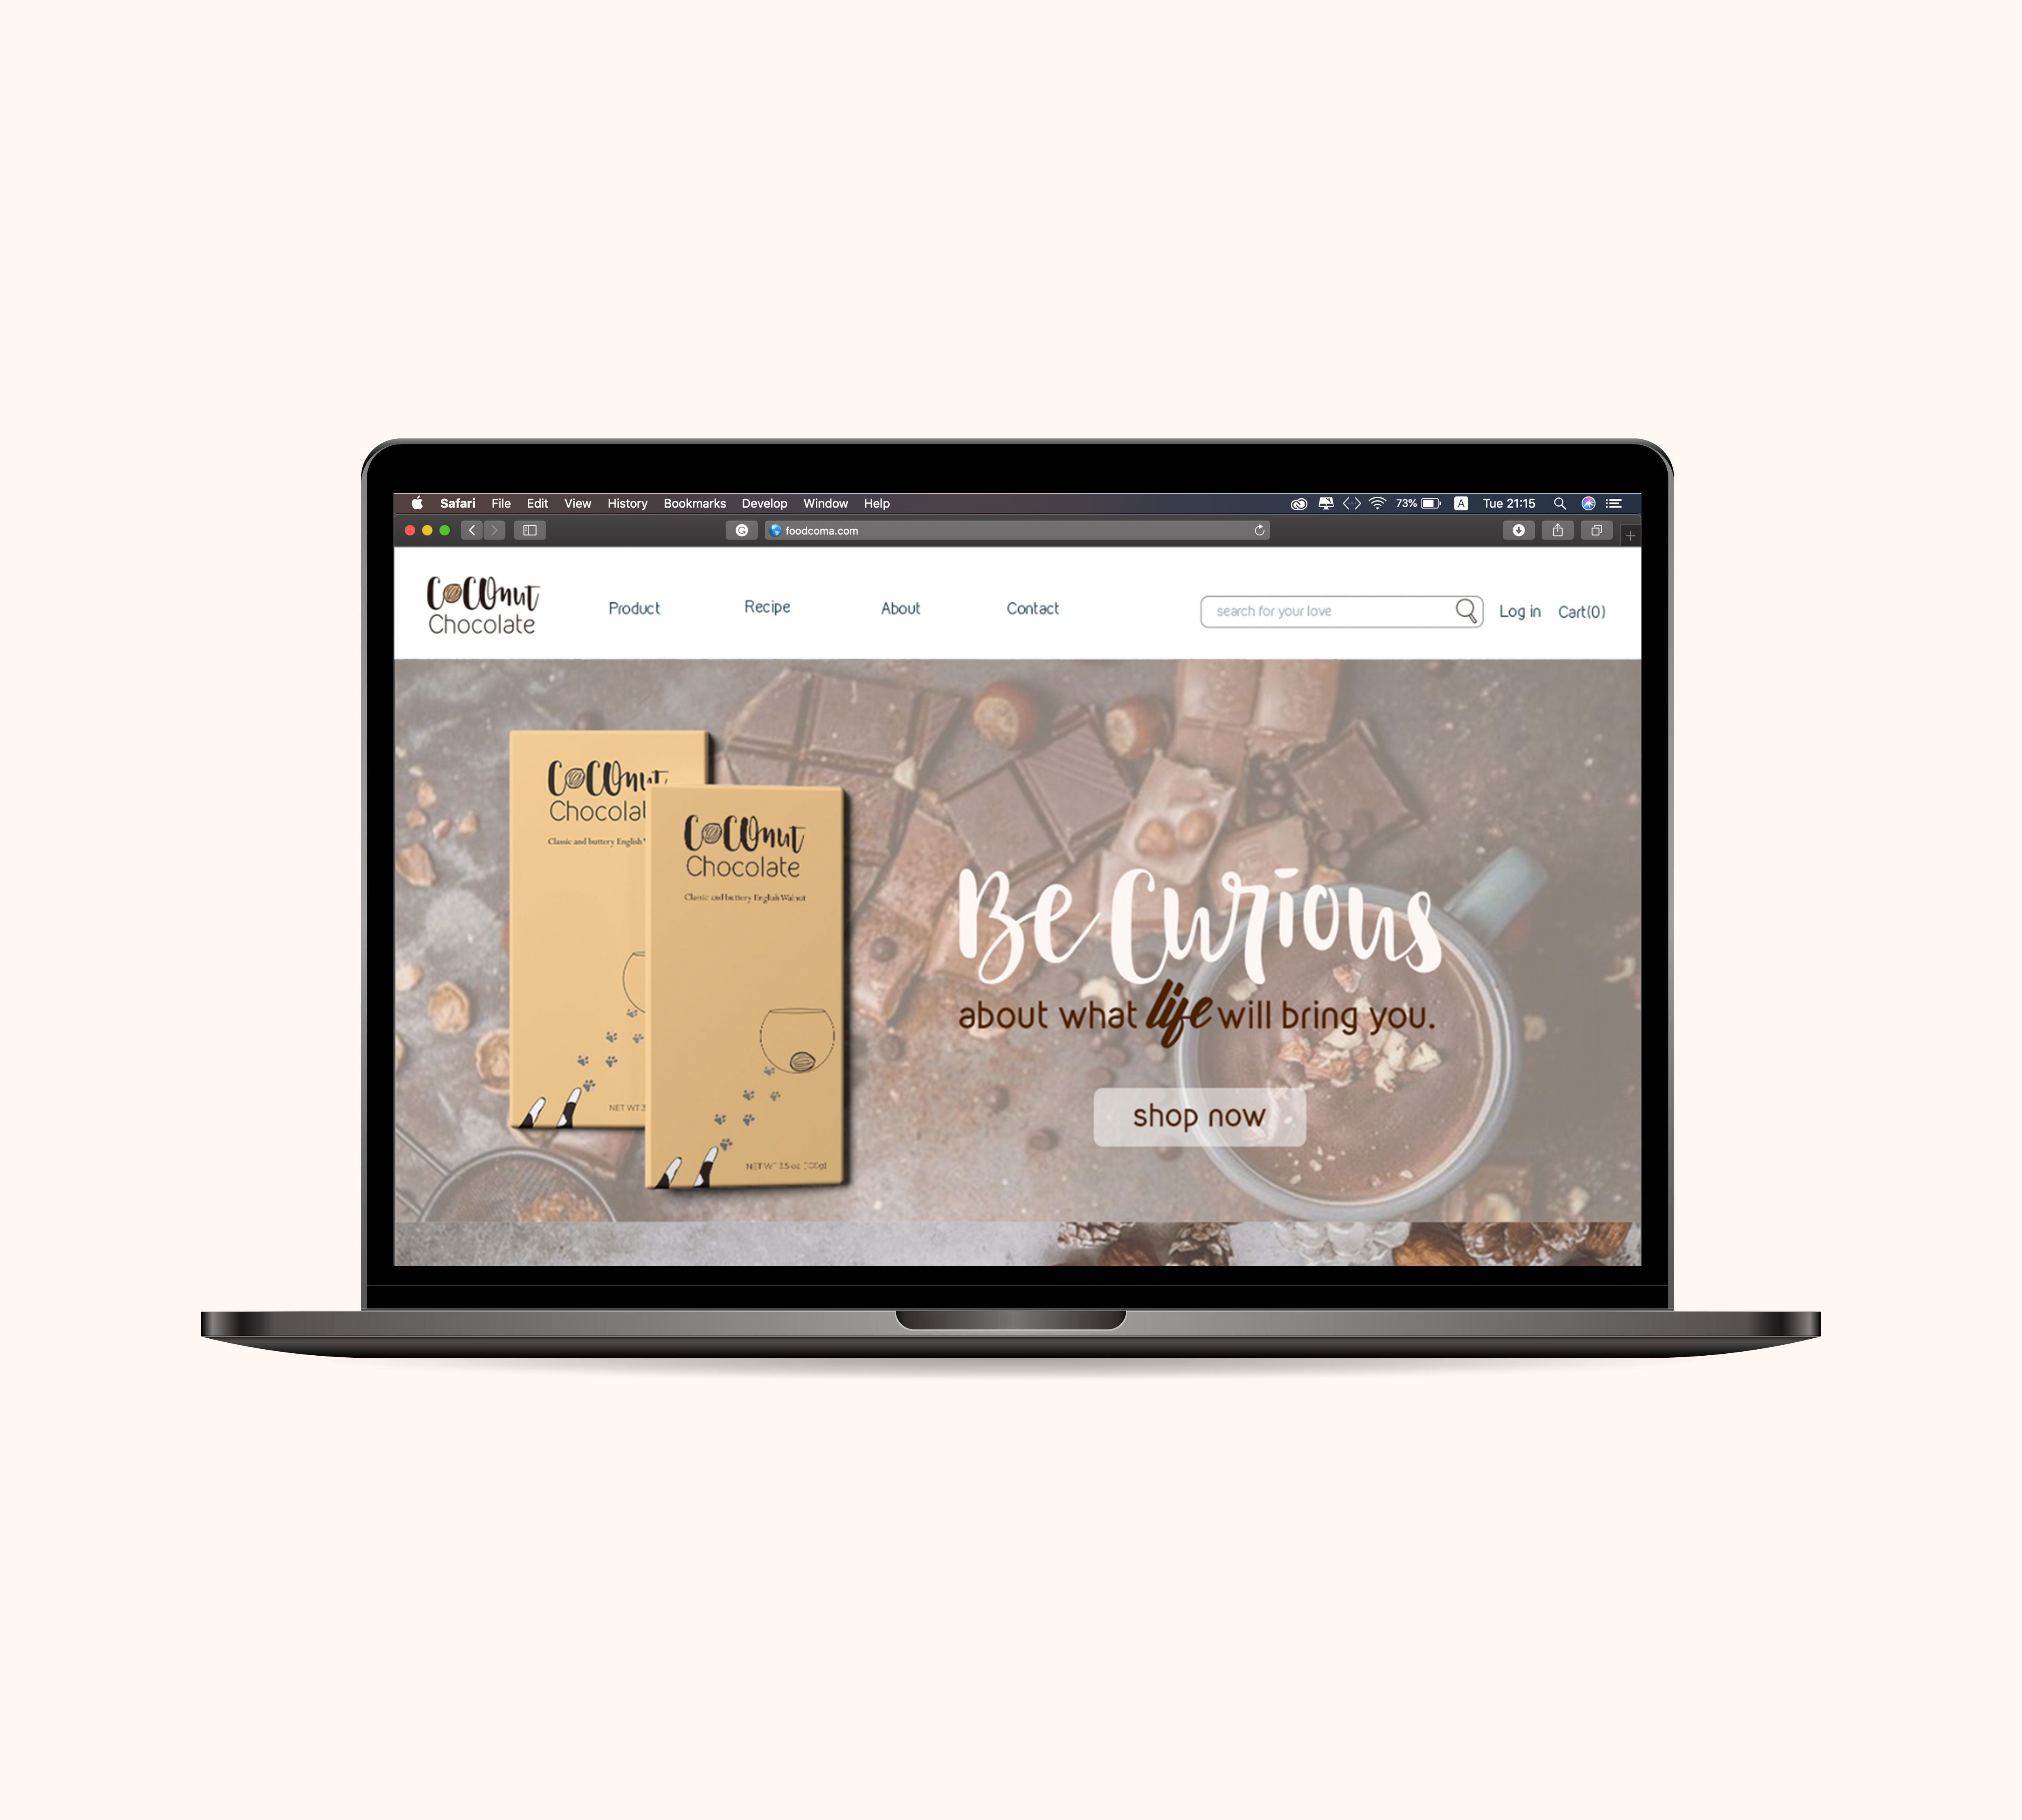 Safari File Edit View History Bookmarks Develop Window Help 73% A Tue 21:15
G foodcoma.com
COCOnut
Chocolate
Product Recipe About Contact
search for your love
Log in Cart(0)
COCOnut
Chocolat
Classic and buttery English
NET WT 3
COCOnut
Chocolate
Classic and buttery English Walnut
NET WT 3.5 oz (100g)
Be Curious
about what life will bring you.
shop now